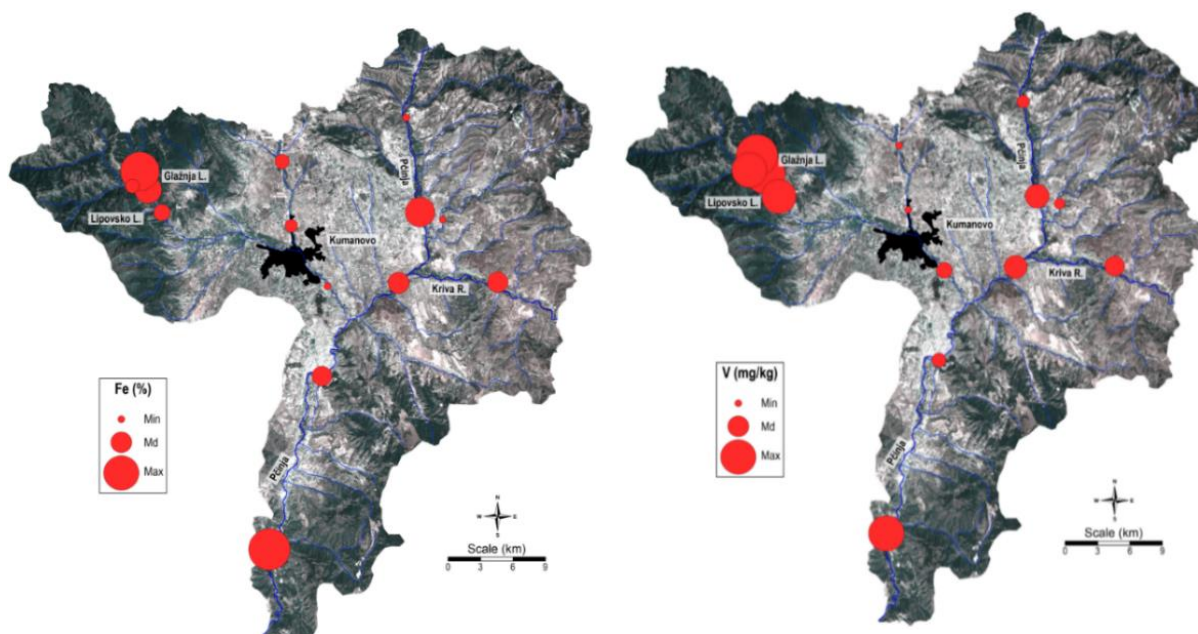 Pčinja
Glažnja L.
Lipovsko L.
Kumanovo
Kriva R.
Fe (%)
Min
Md
Max
Pčinja
N
W E
S
Scale (km)
0 3 6 9
Pčinja
Glažnja L.
Lipovsko L.
Kumanovo
Kriva R.
V (mg/kg)
Min
Md
Max
Pčinja
N
W E
S
Scale (km)
0 3 6 9